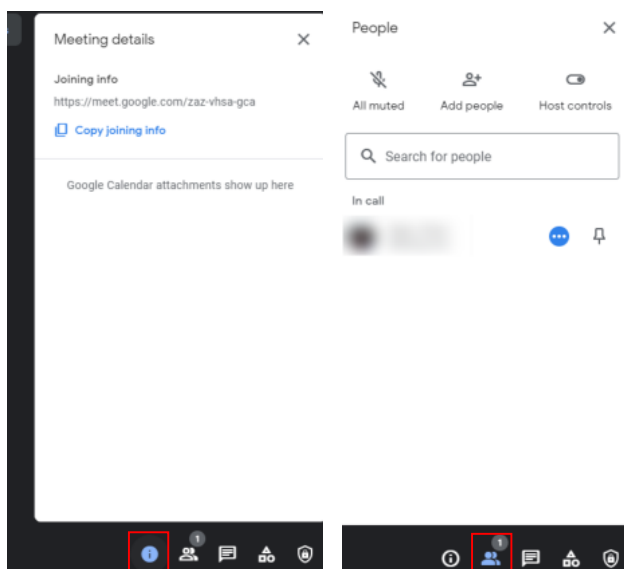 Meeting details
Joining info
https://meet.google.com/zaz-vhsa-gca
Copy joining info
Google Calendar attachments show up here
1
People
All muted
Add people
Host controls
Search for people
In call
1